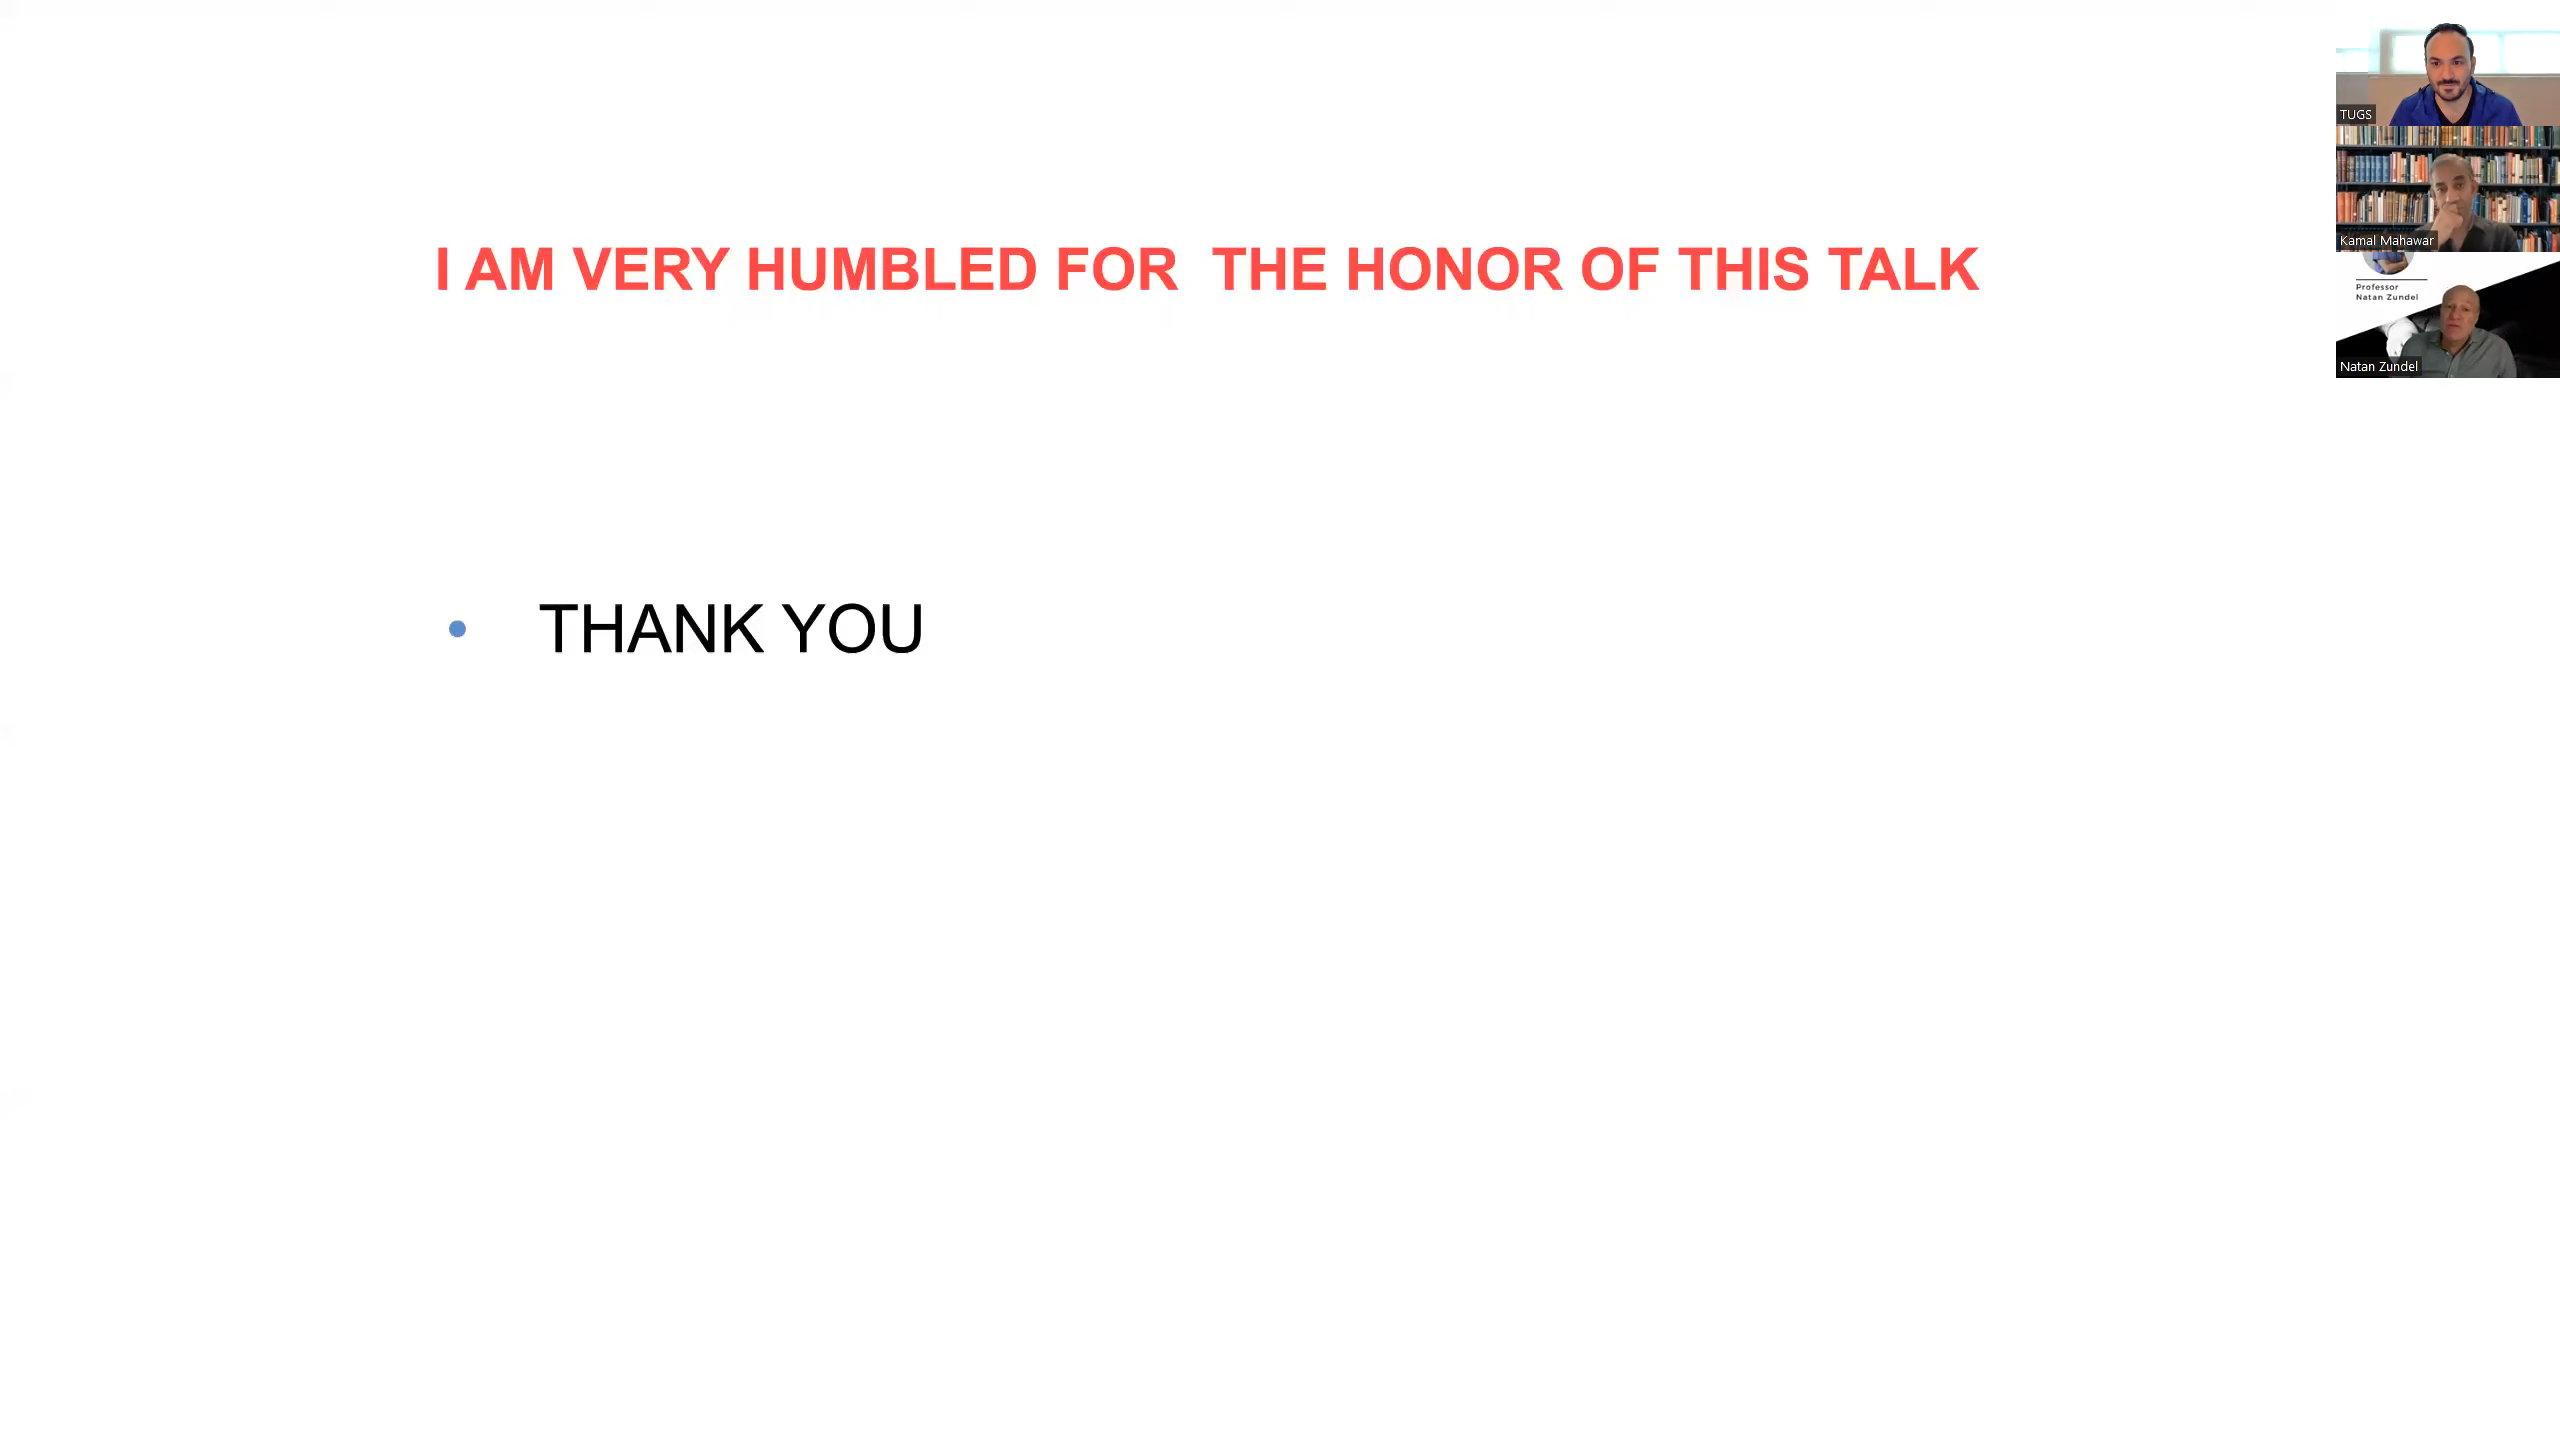 I AM VERY HUMBLED FOR  THE HONOR OF THIS TALK
• THANK YOU
TUGS
Kamal Mahawar
Professor
Natan Zundel
Natan Zundel